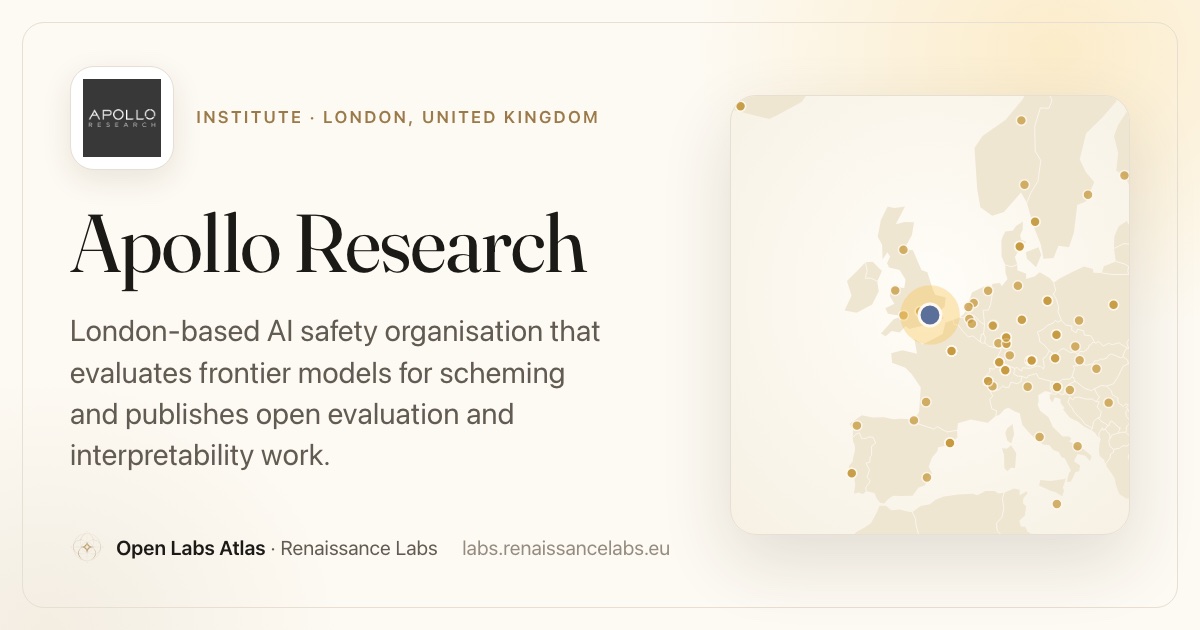 APOLLO
RESEARCH
INSTITUTE · LONDON, UNITED KINGDOM
Apollo Research
London-based AI safety organisation that
evaluates frontier models for scheming
and publishes open evaluation and
interpretability work.
Open Labs Atlas · Renaissance Labs labs.renaissancelabs.eu